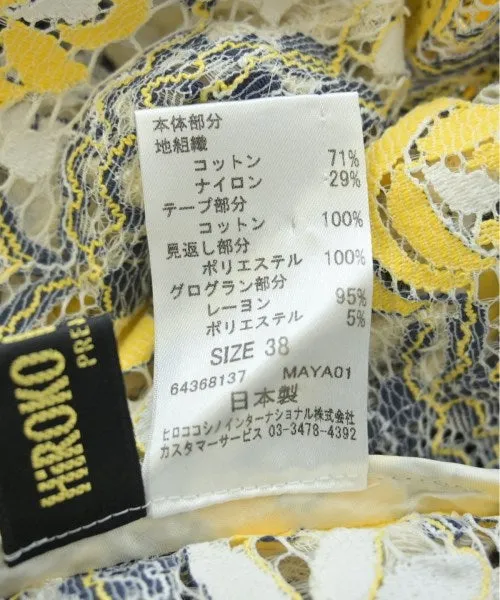 本体部分
地組織
コットン 71%
ナイロン 29%
テープ部分
コットン 100%
見返し部分
ポリエステル 100%
グログラン部分
レーヨン 95%
ポリエステル 5%
SIZE 38
64368137 MAYA01
日本製
ヒロココシノインターナショナル株式会社
カスタマーサービス 03-3478-4392
HIROKO